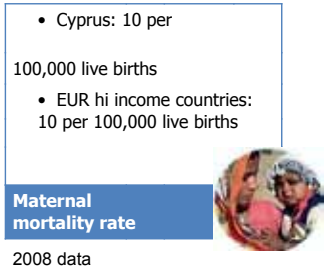 • Cyprus: 10 per
100,000 live births
• EUR hi income countries:
10 per 100,000 live births
Maternal
mortality rate
2008 data